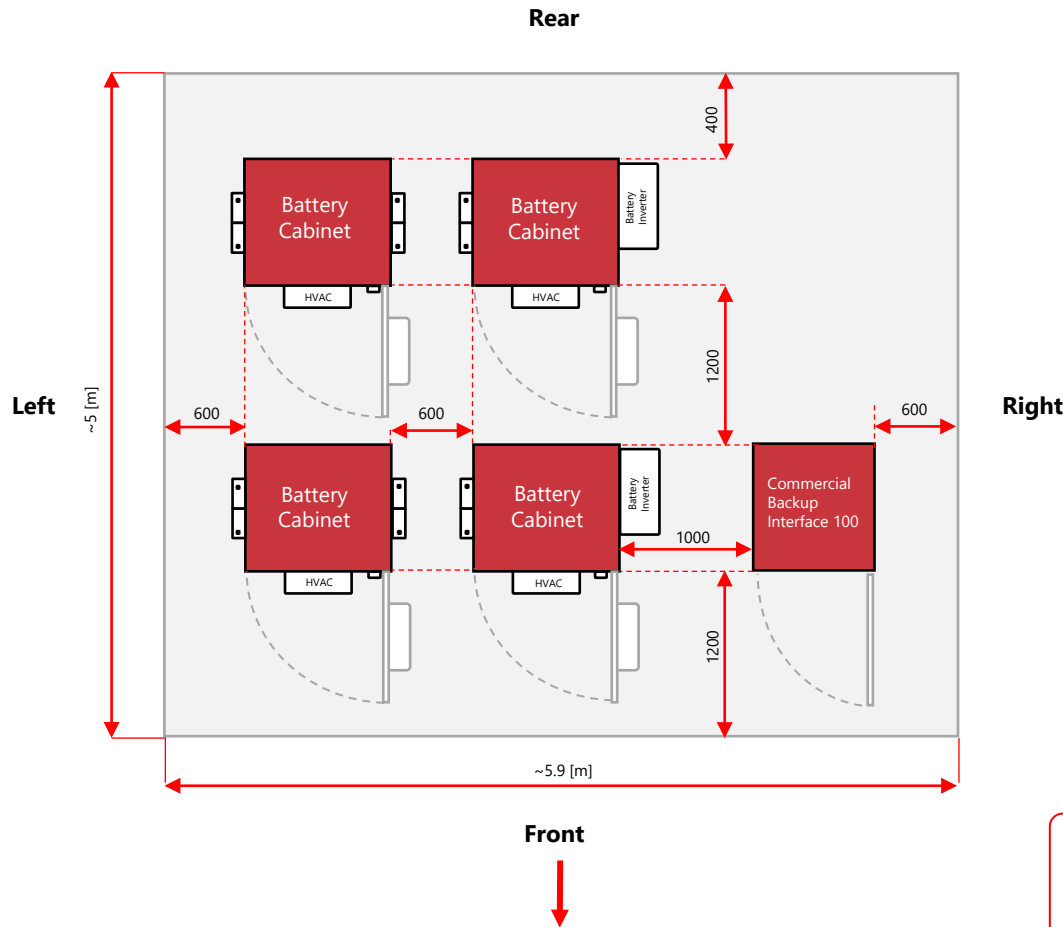 Rear
400
Battery
Cabinet
Battery
Cabinet
Battery
Inverter
HVAC
HVAC
1200
~5 [m]
Left
600
600
600
Right
Battery
Cabinet
Battery
Cabinet
Battery
Inverter
Commercial
Backup
Interface 100
1000
HVAC
HVAC
1200
~5.9 [m]
Front